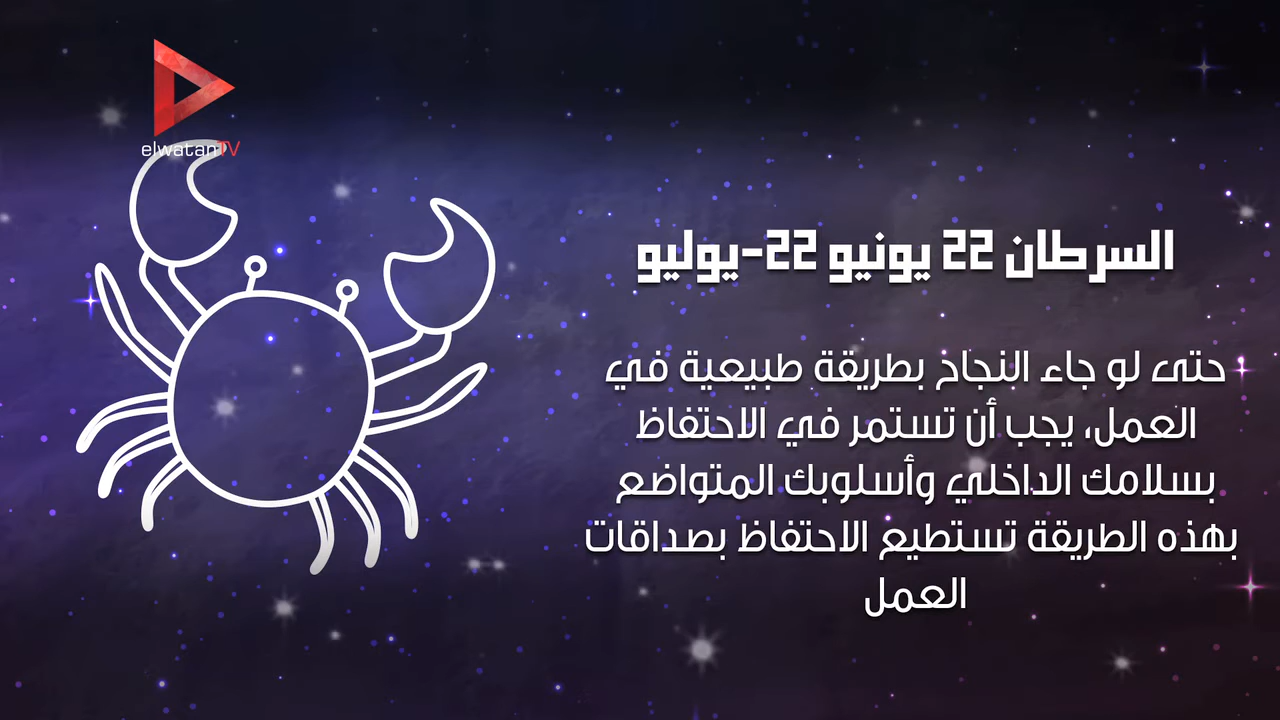 elwatanTV
السرطان 22 يونيو 22-يوليو
حتى لو جاء النجاح بطريقة طبيعية في
العمل، يجب أن تستمر في الاحتفاظ
بسلامك الداخلي وأسلوبك المتواضع
بهذه الطريقة تستطيع الاحتفاظ بصداقات
العمل